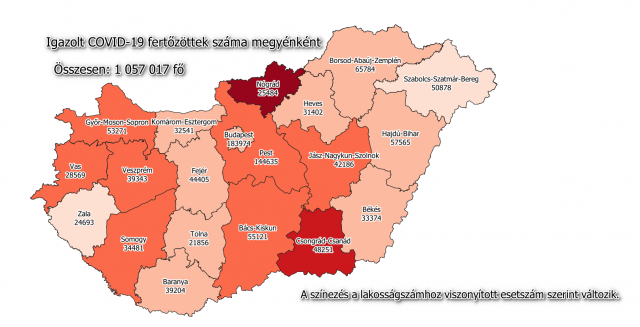 Igazolt COVID-19 fertőzöttek száma megyénként
Összesen: 1 057 017 fő
Borsod-Abaúj-Zemplén
65784
Szabolcs-Szatmár-Bereg
50878
Nógrád
25484
Heves
31402
Győr-Moson-Sopron
53271
Komárom-Esztergom
32541
Budapest
183974
Pest
144635
Hajdú-Bihar
57565
Jász-Nagykun-Szolnok
42186
Vas
28569
Veszprém
39343
Fejér
44405
Zala
24693
Somogy
34481
Tolna
21856
Bács-Kiskun
55121
Békés
33374
Csongrád-Csanád
48251
Baranya
39204
A színezés a lakosságszámhoz viszonyított esetszám szerint változik.